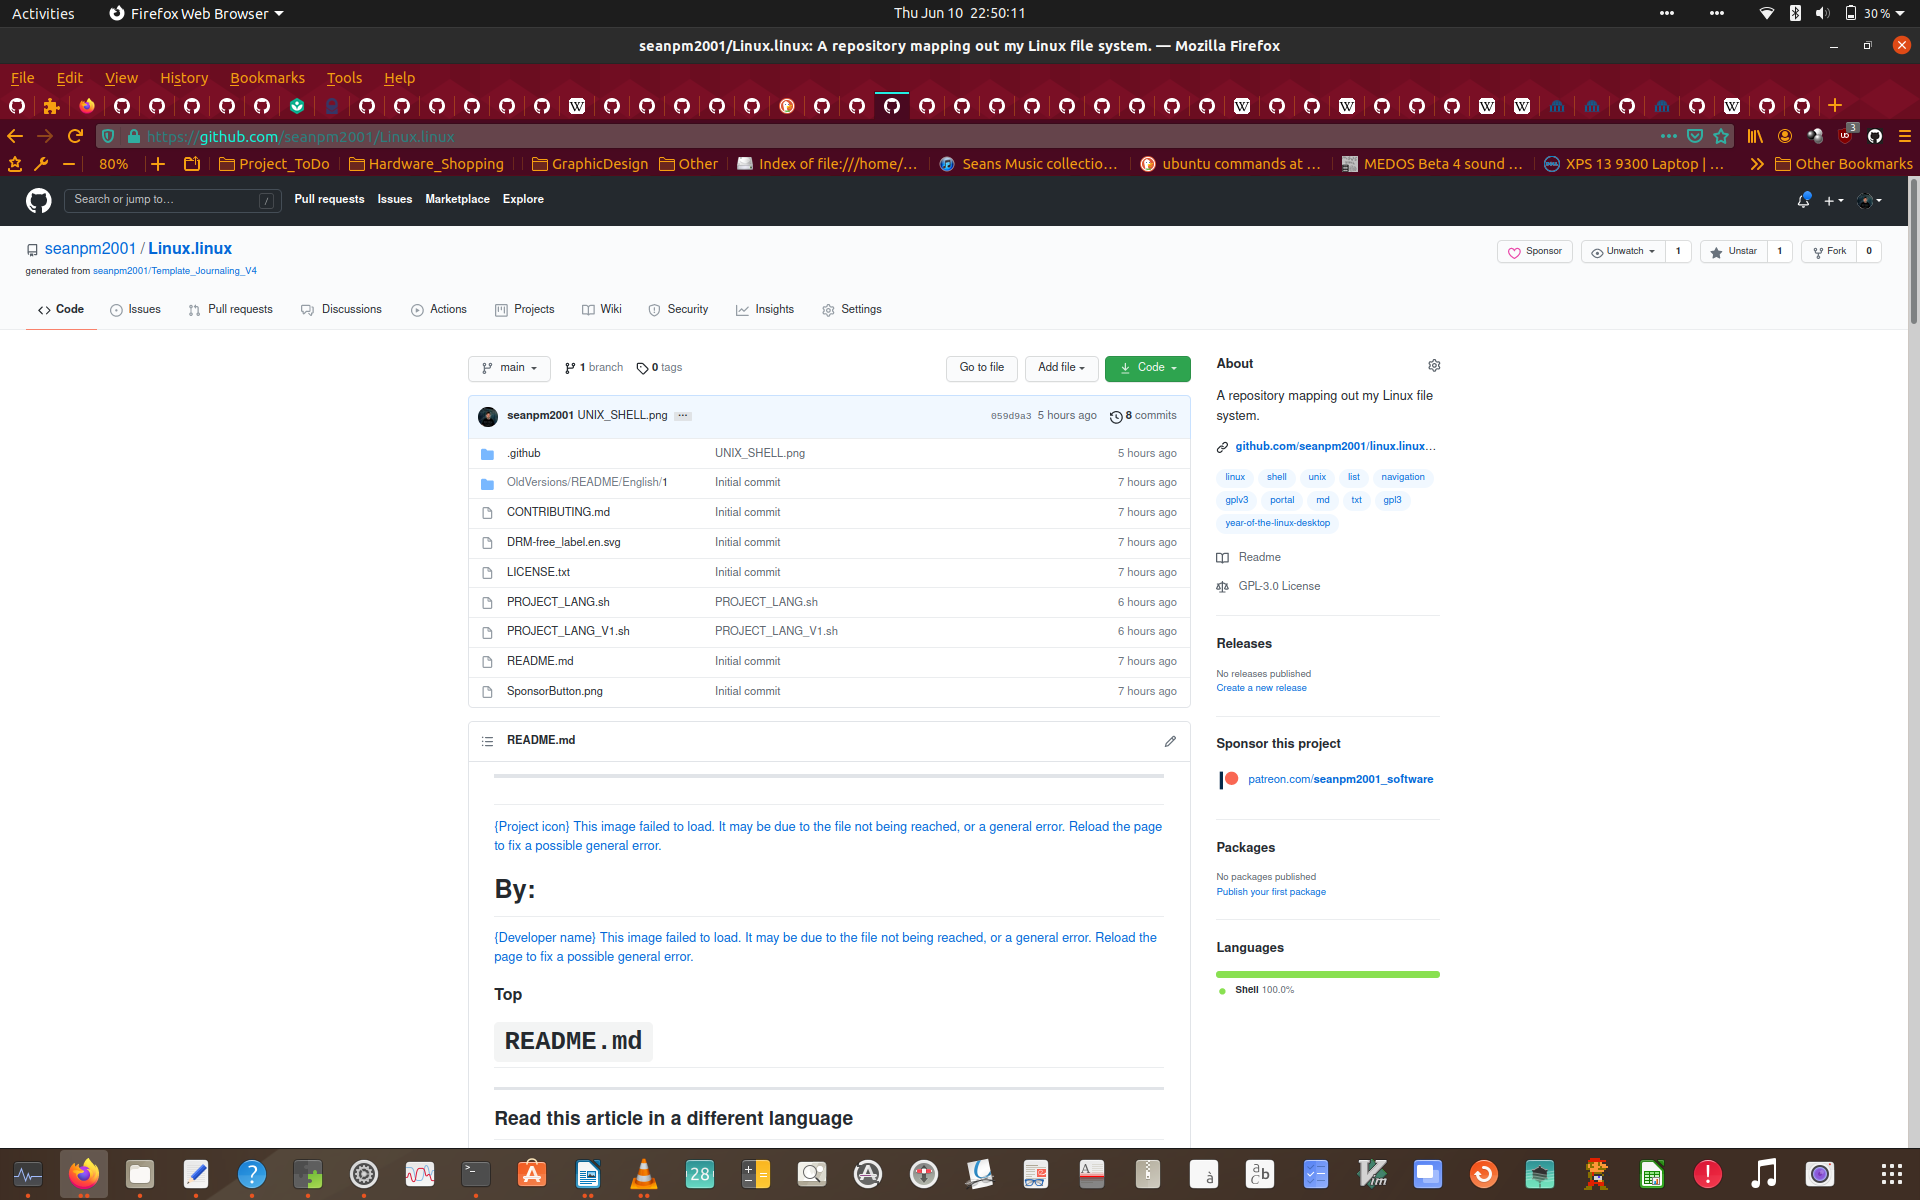 Activities
Firefox Web Browser
Thu Jun 10 22:50:11
30 %
seanpm2001/Linux.linux: A repository mapping out my Linux file system. — Mozilla Firefox
File Edit View History Bookmarks Tools Help
https://github.com/seanpm2001/Linux.linux
3
80%
Project_ToDo
Hardware_Shopping
GraphicDesign
Other
Index of file:///home/...
Seans Music collectio...
ubuntu commands at ...
MEDOS Beta 4 sound ...
XPS 13 9300 Laptop | ...
Other Bookmarks
Search or jump to...
/
Pull requests Issues Marketplace Explore
seanpm2001 / Linux.linux
generated from seanpm2001/Template_Journaling_V4
Sponsor
Unwatch 1
Unstar 1
Fork 0
Code
Issues
Pull requests
Discussions
Actions
Projects
Wiki
Security
Insights
Settings
main
1 branch
0 tags
Go to file
Add file
Code
seanpm2001 UNIX_SHELL.png ...
059d9a3 5 hours ago 8 commits
.github UNIX_SHELL.png 5 hours ago
OldVersions/README/English/1 Initial commit 7 hours ago
CONTRIBUTING.md Initial commit 7 hours ago
DRM-free_label.en.svg Initial commit 7 hours ago
LICENSE.txt Initial commit 7 hours ago
PROJECT_LANG.sh PROJECT_LANG.sh 6 hours ago
PROJECT_LANG_V1.sh PROJECT_LANG_V1.sh 6 hours ago
README.md Initial commit 7 hours ago
SponsorButton.png Initial commit 7 hours ago
README.md
{Project icon} This image failed to load. It may be due to the file not being reached, or a general error. Reload the page
to fix a possible general error.
By:
{Developer name} This image failed to load. It may be due to the file not being reached, or a general error. Reload the
page to fix a possible general error.
Top
README.md
Read this article in a different language
About
A repository mapping out my Linux file
system.
github.com/seanpm2001/linux.linux...
linux shell unix list navigation
gplv3 portal md txt gpl3
year-of-the-linux-desktop
Readme
GPL-3.0 License
Releases
No releases published
Create a new release
Sponsor this project
patreon.com/seanpm2001_software
Packages
No packages published
Publish your first package
Languages
Shell 100.0%
28